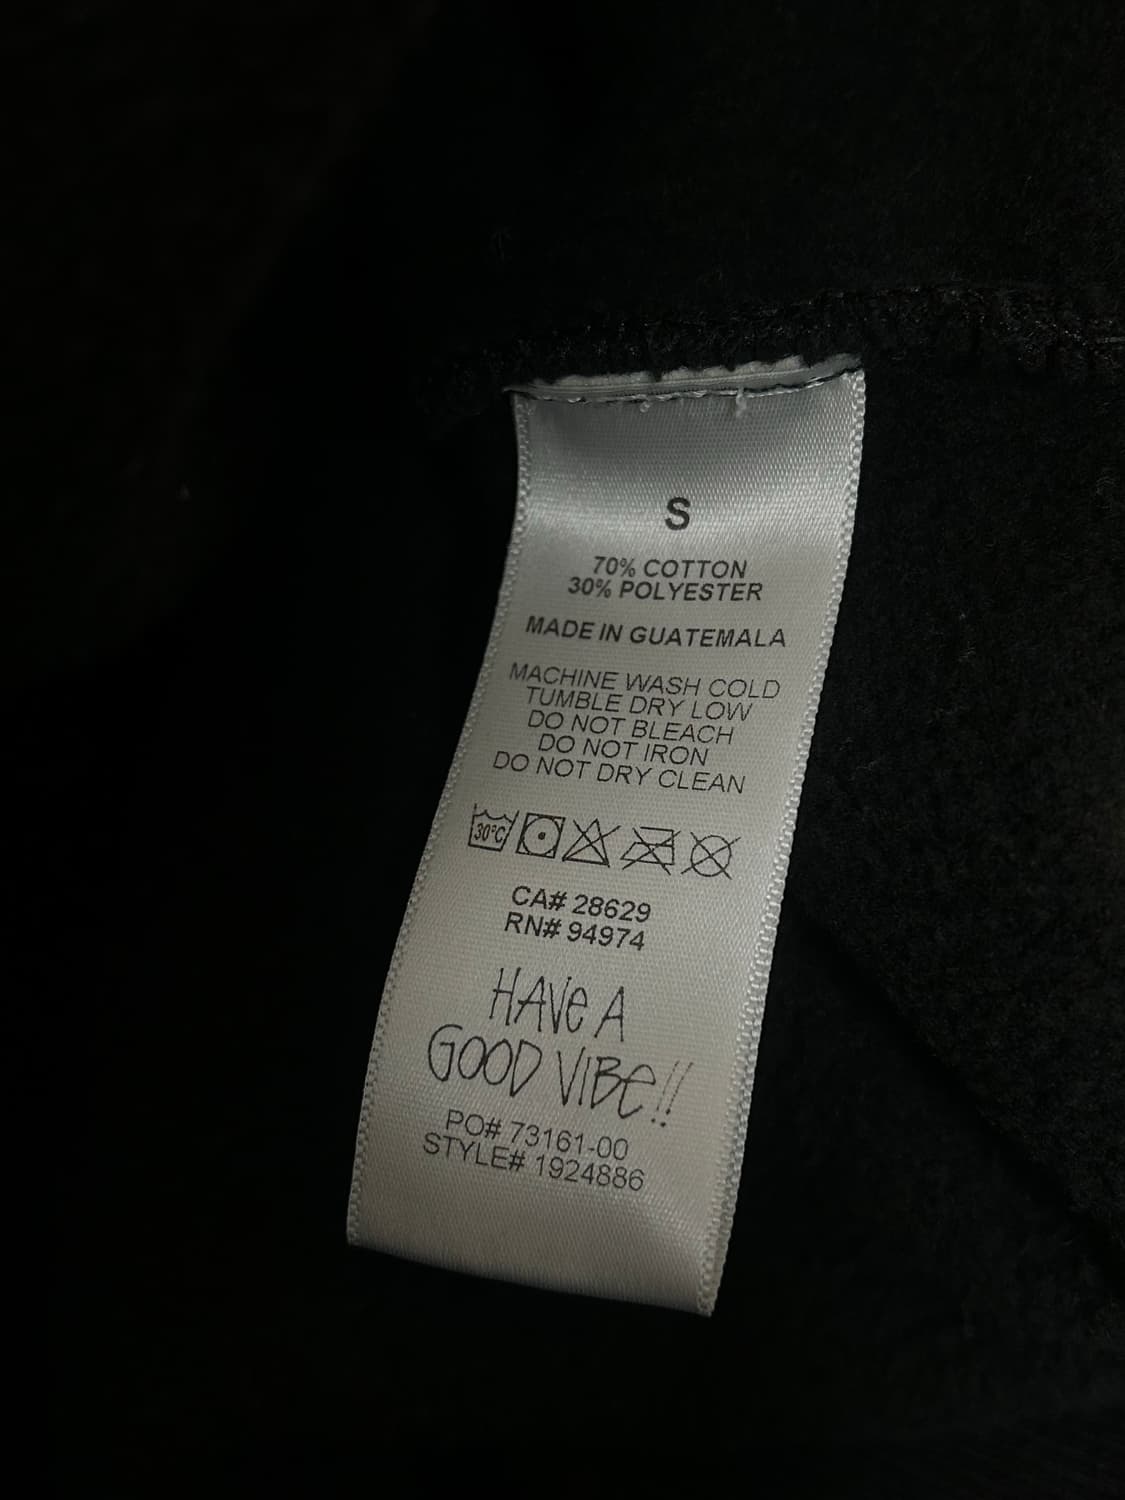 S
70% COTTON
30% POLYESTER
MADE IN GUATEMALA
MACHINE WASH COLD
TUMBLE DRY LOW
DO NOT BLEACH
DO NOT IRON
DO NOT DRY CLEAN
30°C
CA# 28629
RN# 94974
HAVE A
GOOD VIBE!!
PO# 73161-00
STYLE# 1924886